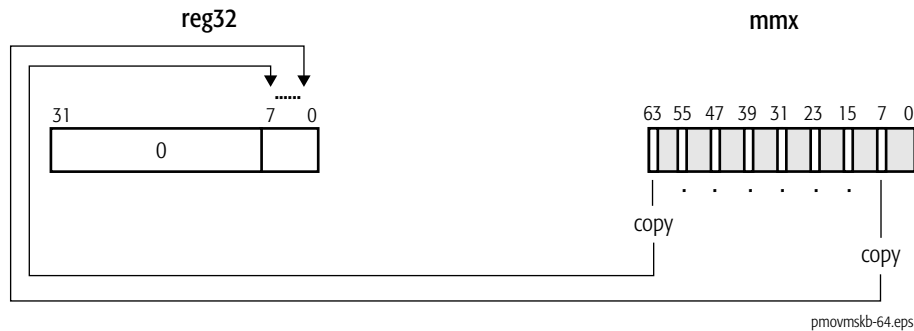 reg32 mmx
......
31 7 0 63 55 47 39 31 23 15 7 0
0
. . . . . .
copy
copy
pmovmskb-64.eps